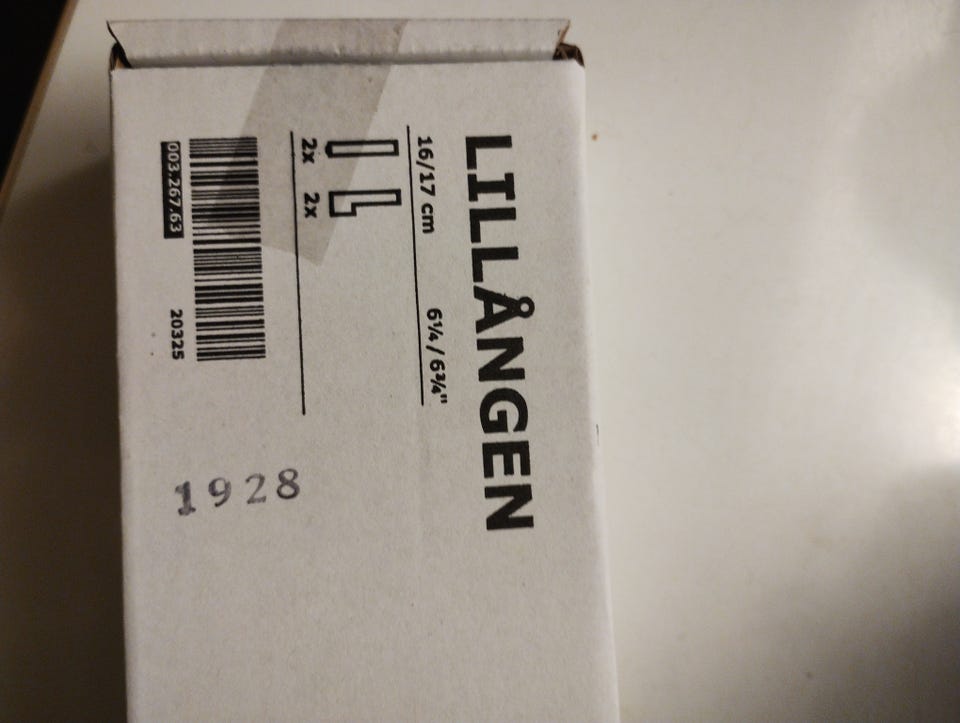 LILLÅNGEN
16/17 cm 6¼/6¾"
2x 2x
003.267.63 20325
1928